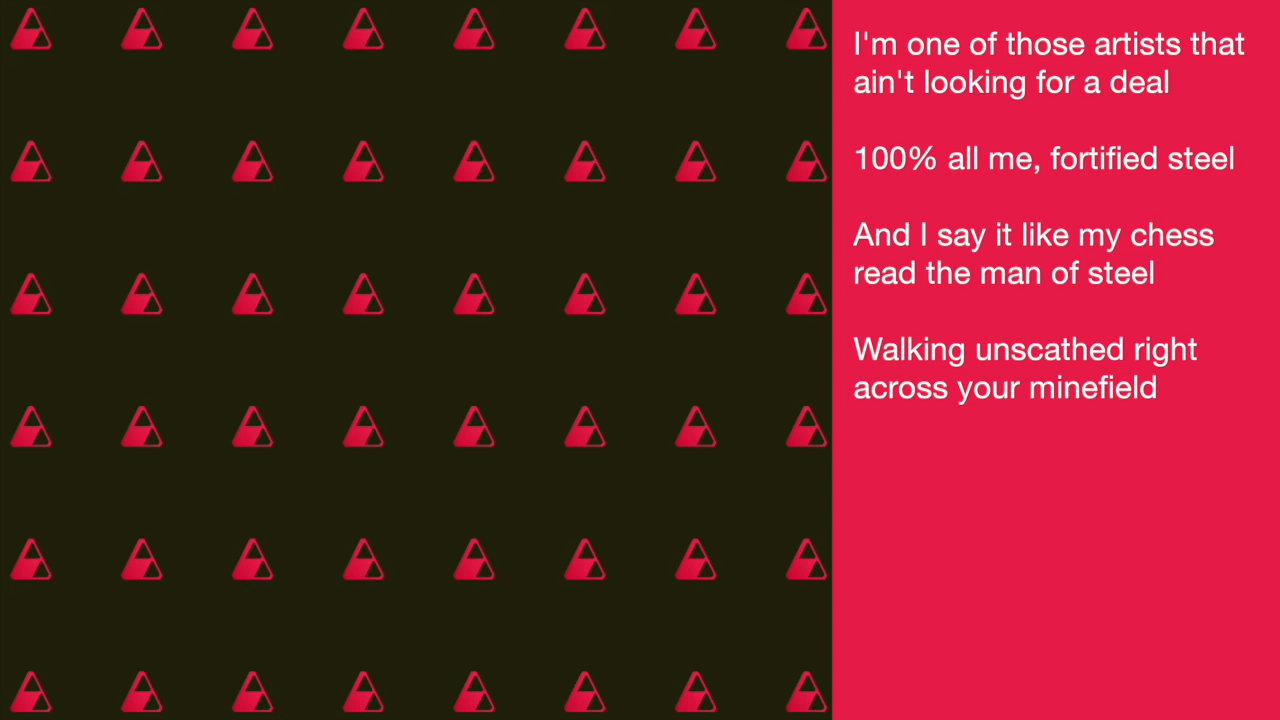 I'm one of those artists that
ain't looking for a deal
100% all me, fortified steel
And I say it like my chess
read the man of steel
Walking unscathed right
across your minefield